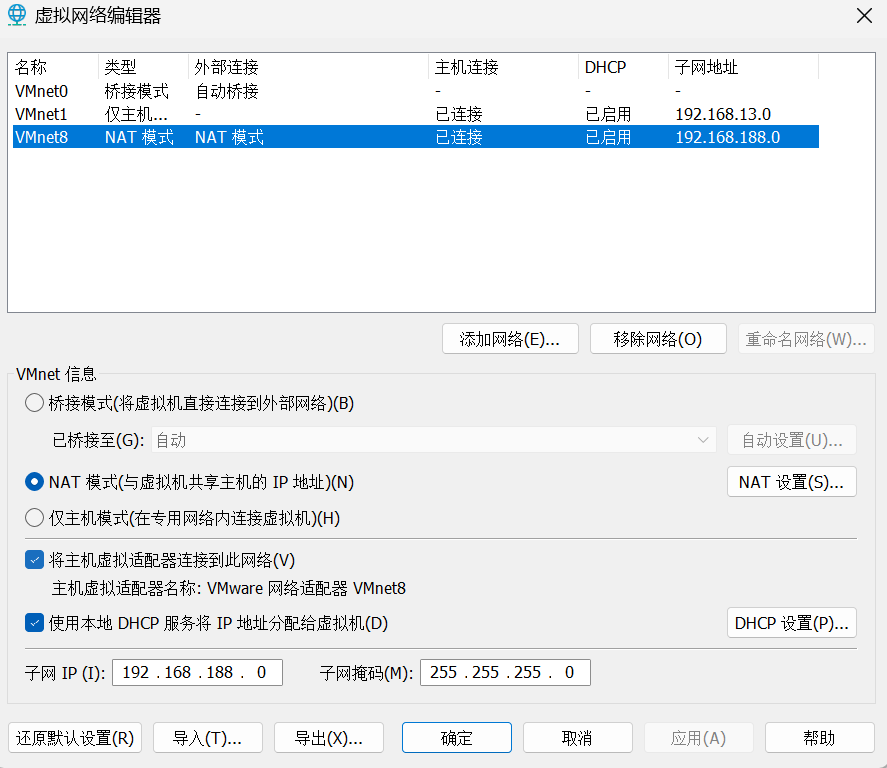 虚拟网络编辑器
名称 类型 外部连接 主机连接 DHCP 子网地址
VMnet0 桥接模式 自动桥接 - - -
VMnet1 仅主机... - 已连接 已启用 192.168.13.0
VMnet8 NAT 模式 NAT 模式 已连接 已启用 192.168.188.0
添加网络(E)... 移除网络(O) 重命名网络(W)...
VMnet 信息
桥接模式(将虚拟机直接连接到外部网络)(B)
已桥接至(G): 自动 自动设置(U)...
NAT 模式(与虚拟机共享主机的 IP 地址)(N) NAT 设置(S)...
仅主机模式(在专用网络内连接虚拟机)(H)
将主机虚拟适配器连接到此网络(V)
主机虚拟适配器名称: VMware 网络适配器 VMnet8
使用本地 DHCP 服务将 IP 地址分配给虚拟机(D) DHCP 设置(P)...
子网 IP (I): 192 . 168 . 188 . 0 子网掩码(M): 255 . 255 . 255 . 0
还原默认设置(R) 导入(T)... 导出(X)... 确定 取消 应用(A) 帮助